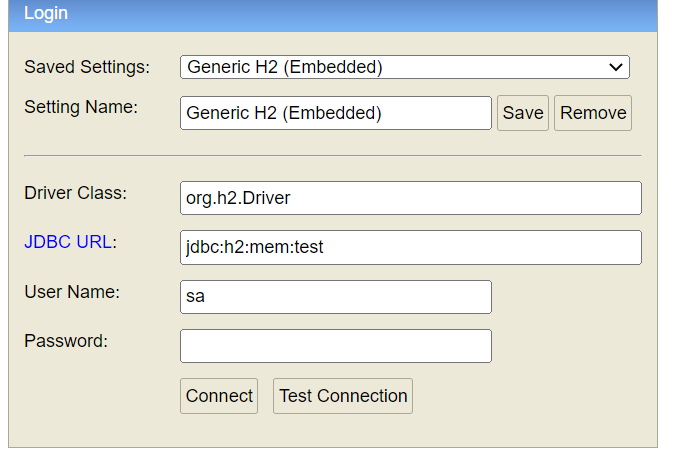 Login
Saved Settings: Generic H2 (Embedded)
Setting Name: Generic H2 (Embedded) Save Remove
Driver Class: org.h2.Driver
JDBC URL: jdbc:h2:mem:test
User Name: sa
Password:
Connect Test Connection